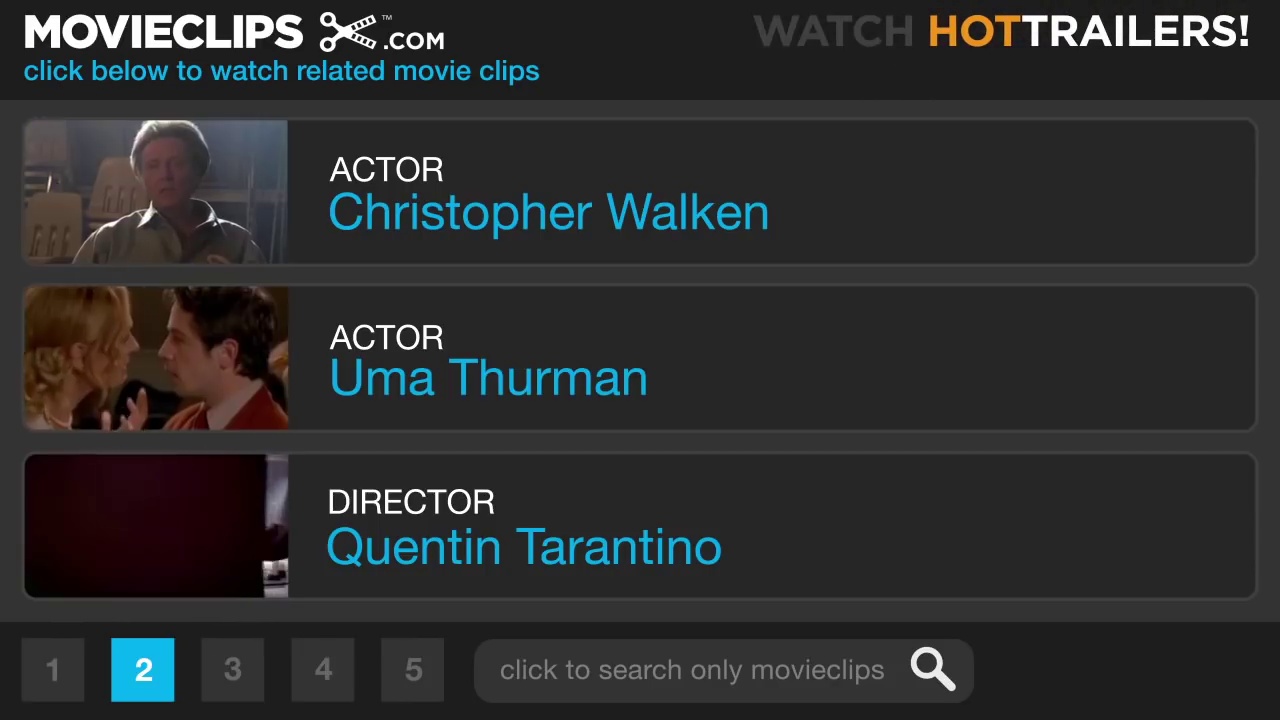 MOVIECLIPS ™ .COM
WATCH HOTTRAILERS!
click below to watch related movie clips
ACTOR
Christopher Walken
ACTOR
Uma Thurman
DIRECTOR
Quentin Tarantino
1 2 3 4 5 click to search only movieclips